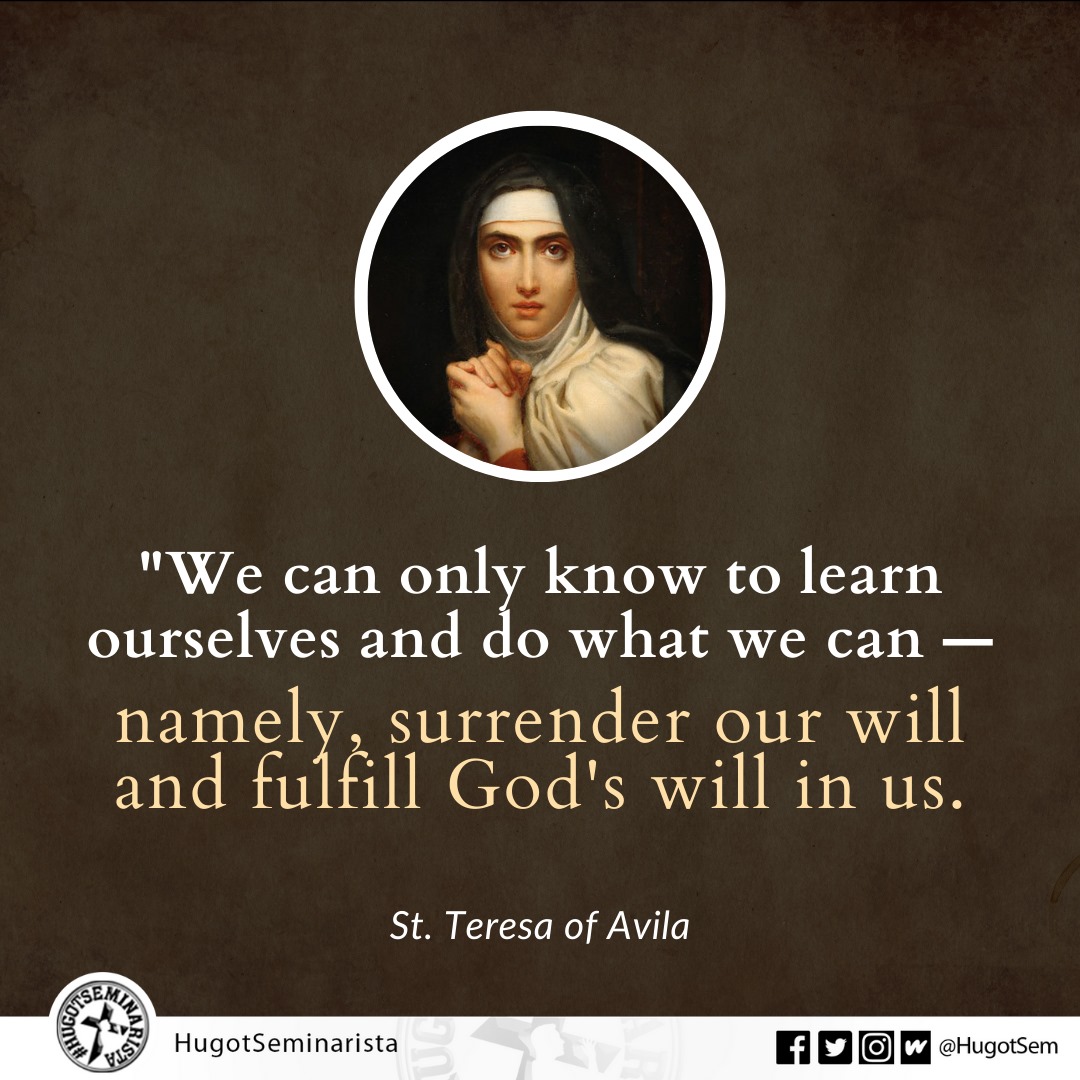 "We can only know to learn
ourselves and do what we can —
namely, surrender our will
and fulfill God's will in us.
St. Teresa of Avila
#HUGOTSEMINARISTA
HugotSeminarista
@HugotSem